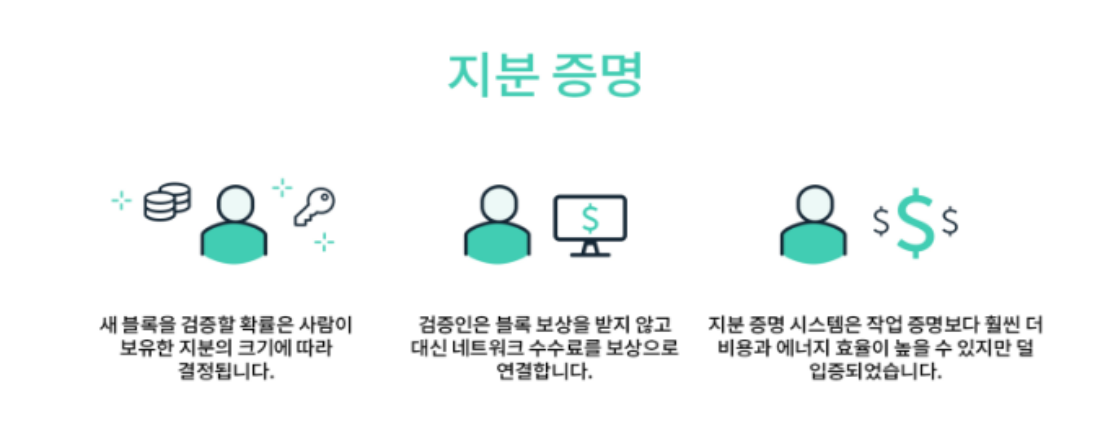 지분 증명
새 블록을 검증할 확률은 사람이
보유한 지분의 크기에 따라
결정됩니다.
검증인은 블록 보상을 받지 않고
대신 네트워크 수수료를 보상으로
연결합니다.
지분 증명 시스템은 작업 증명보다 훨씬 더
비용과 에너지 효율이 높을 수 있지만 덜
입증되었습니다.